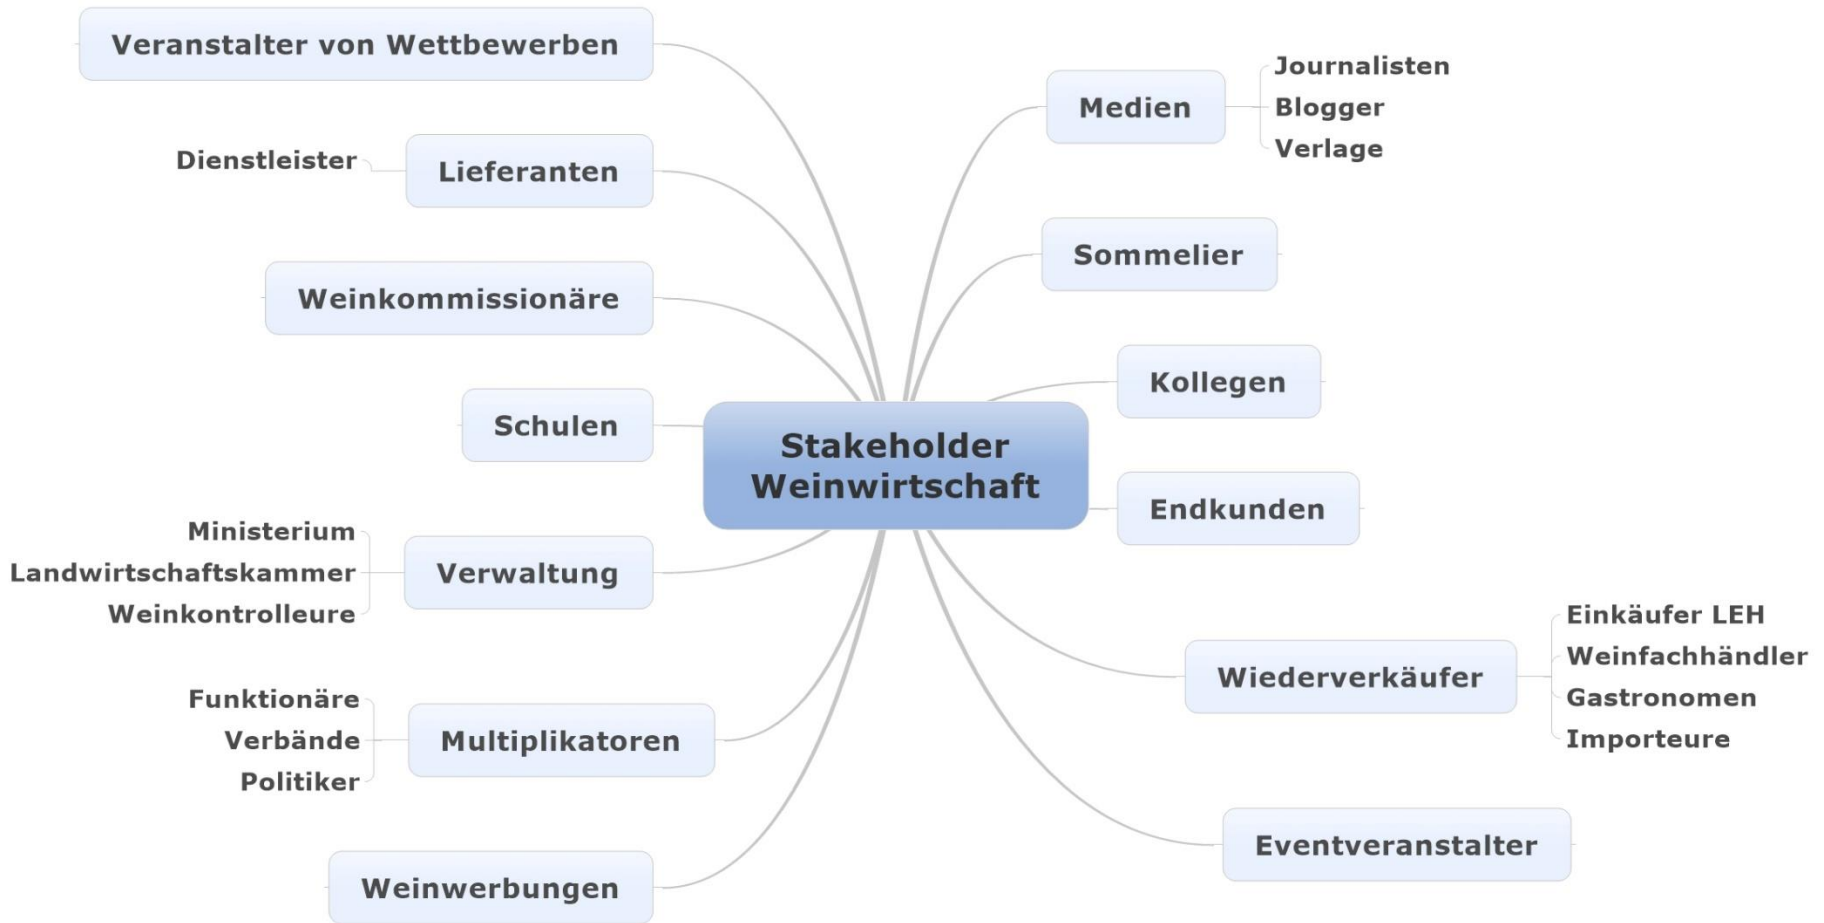 Veranstalter von Wettbewerben
Dienstleister
Lieferanten
Weinkommissionäre
Schulen
Ministerium
Landwirtschaftskammer
Weinkontrolleure
Verwaltung
Funktionäre
Verbände
Politiker
Multiplikatoren
Weinwerbungen
Stakeholder
Weinwirtschaft
Medien
Journalisten
Blogger
Verlage
Sommelier
Kollegen
Endkunden
Wiederverkäufer
Einkäufer LEH
Weinfachhändler
Gastronomen
Importeure
Eventveranstalter